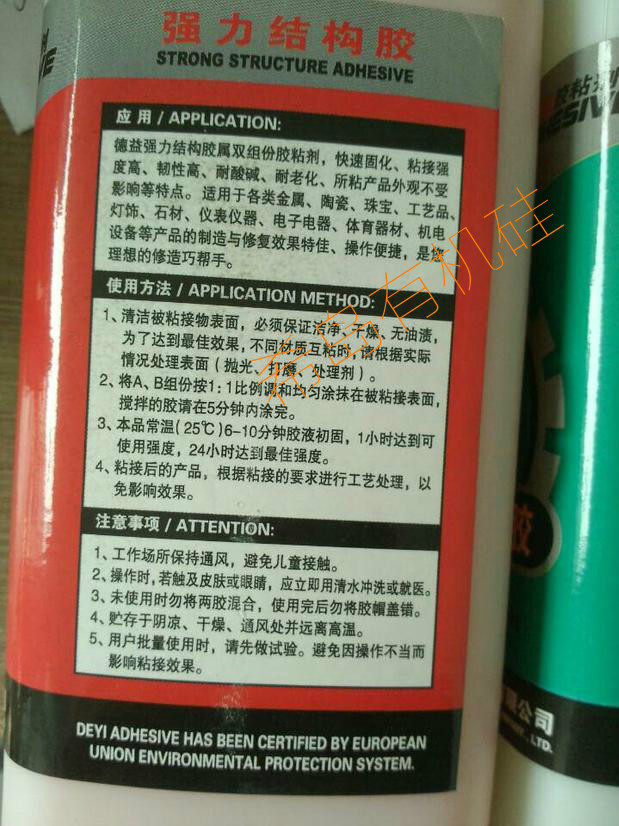 强力结构胶
STRONG STRUCTURE ADHESIVE
应用 / APPLICATION:
德益强力结构胶属双组份胶粘剂，快速固化、粘接强
度高、韧性高、耐酸碱、耐老化、所粘产品外观不受
影响等特点。适用于各类金属、陶瓷、珠宝、工艺品、
灯饰、石材、仪表仪器、电子电器、体育器材、机电
设备等产品的制造与修复效果特佳、操作便捷，是您
理想的修造巧帮手。
使用方法 / APPLICATION METHOD:
1、清洁被粘接物表面，必须保证洁净、干燥、无油渍，
为了达到最佳效果，不同材质互粘时，请根据实际
情况处理表面（抛光、打磨、处理剂）。
2、将A、B组份按1：1比例调和均匀涂抹在被粘接表面，
搅拌的胶请在5分钟内涂完。
3、本品常温(25℃)6-10分钟胶液初固，1小时达到可
使用强度，24小时达到最佳强度。
4、粘接后的产品，根据粘接的要求进行工艺处理，以
免影响效果。
注意事项 / ATTENTION:
1、工作场所保持通风，避免儿童接触。
2、操作时，若触及皮肤或眼睛，应立即用清水冲洗或就医。
3、未使用时勿将两胶混合，使用完后勿将胶帽盖错。
4、贮存于阴凉、干燥、通风处并远离高温。
5、用户批量使用时，请先做试验。避免因操作不当而
影响粘接效果。
DEYI ADHESIVE HAS BEEN CERTIFIED BY EUROPEAN
UNION ENVIRONMENTAL PROTECTION SYSTEM.
有机硅
胶粘剂
胶
限公司
, LTD.